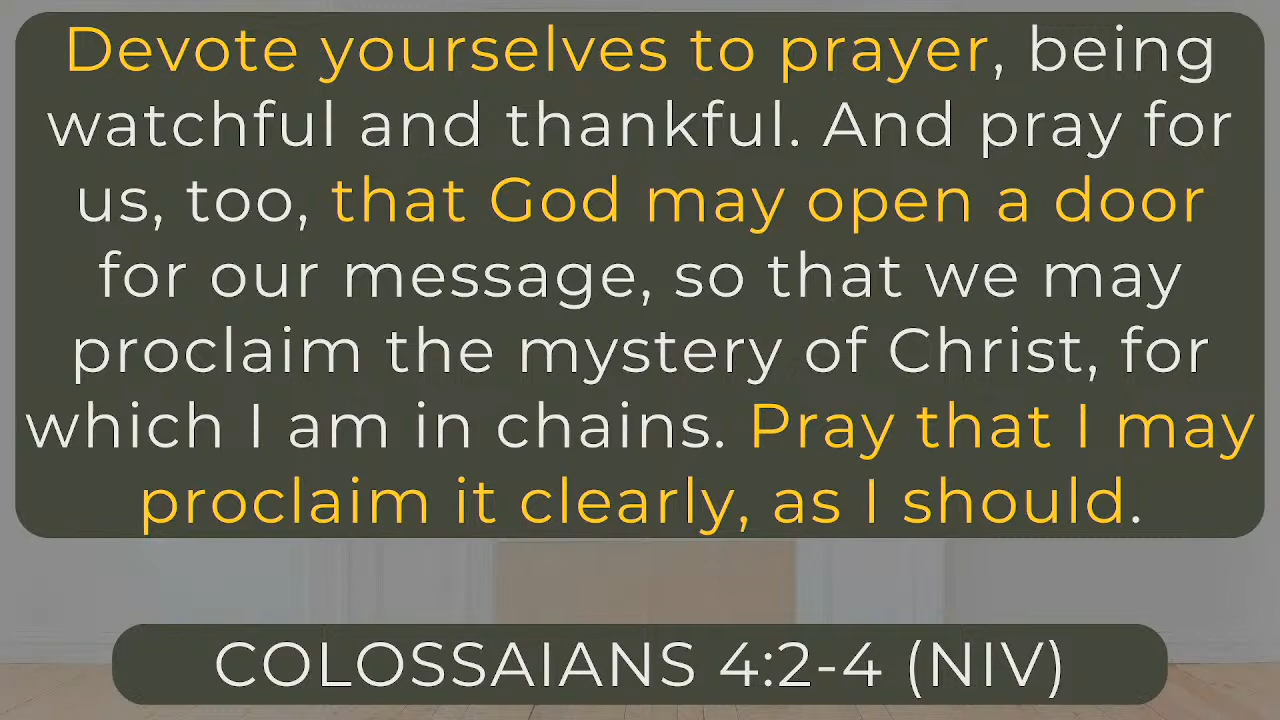 Devote yourselves to prayer, being
watchful and thankful. And pray for
us, too, that God may open a door
for our message, so that we may
proclaim the mystery of Christ, for
which I am in chains. Pray that I may
proclaim it clearly, as I should.
COLOSSAIANS 4:2-4 (NIV)